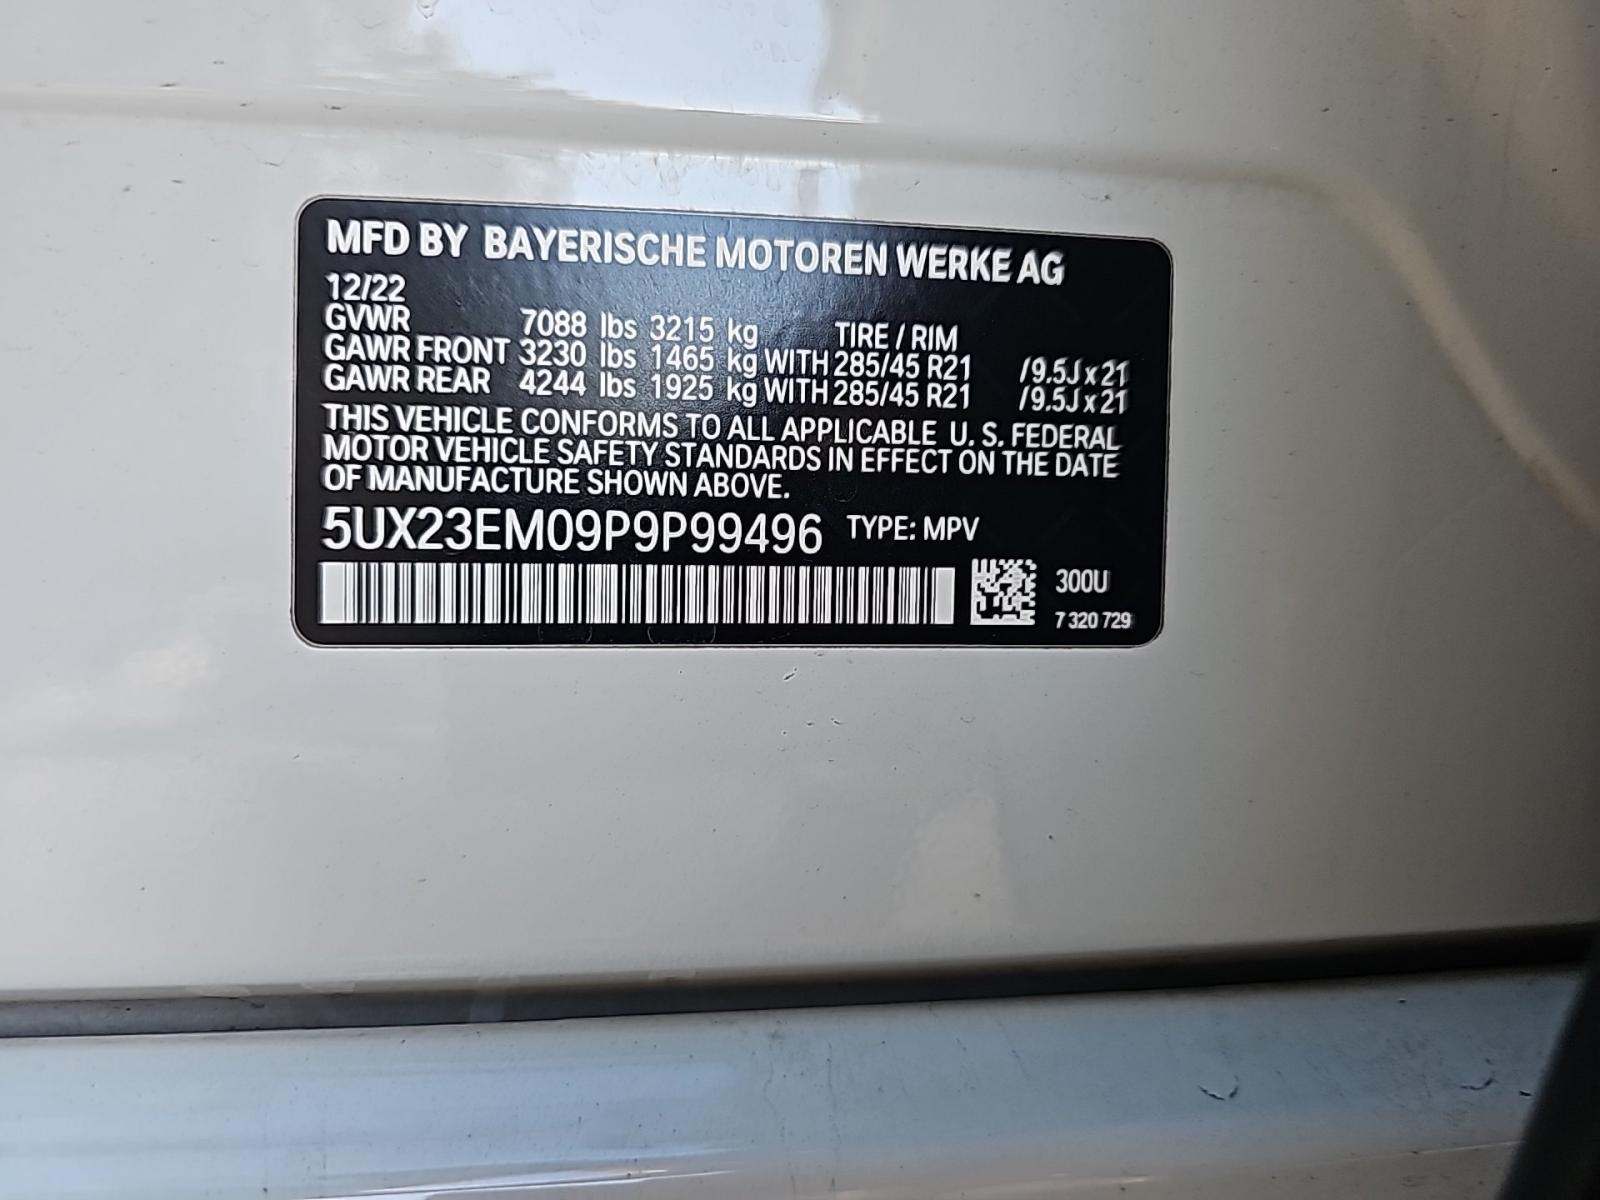 MFD BY BAYERISCHE MOTOREN WERKE AG
12/22
GVWR 7088 lbs 3215 kg TIRE / RIM
GAWR FRONT 3230 lbs 1465 kg WITH 285/45 R21 /9.5J x 21
GAWR REAR 4244 lbs 1925 kg WITH 285/45 R21 /9.5J x 21
THIS VEHICLE CONFORMS TO ALL APPLICABLE U. S. FEDERAL
MOTOR VEHICLE SAFETY STANDARDS IN EFFECT ON THE DATE
OF MANUFACTURE SHOWN ABOVE.
5UX23EM09P9P99496 TYPE: MPV
300U
7 320 729